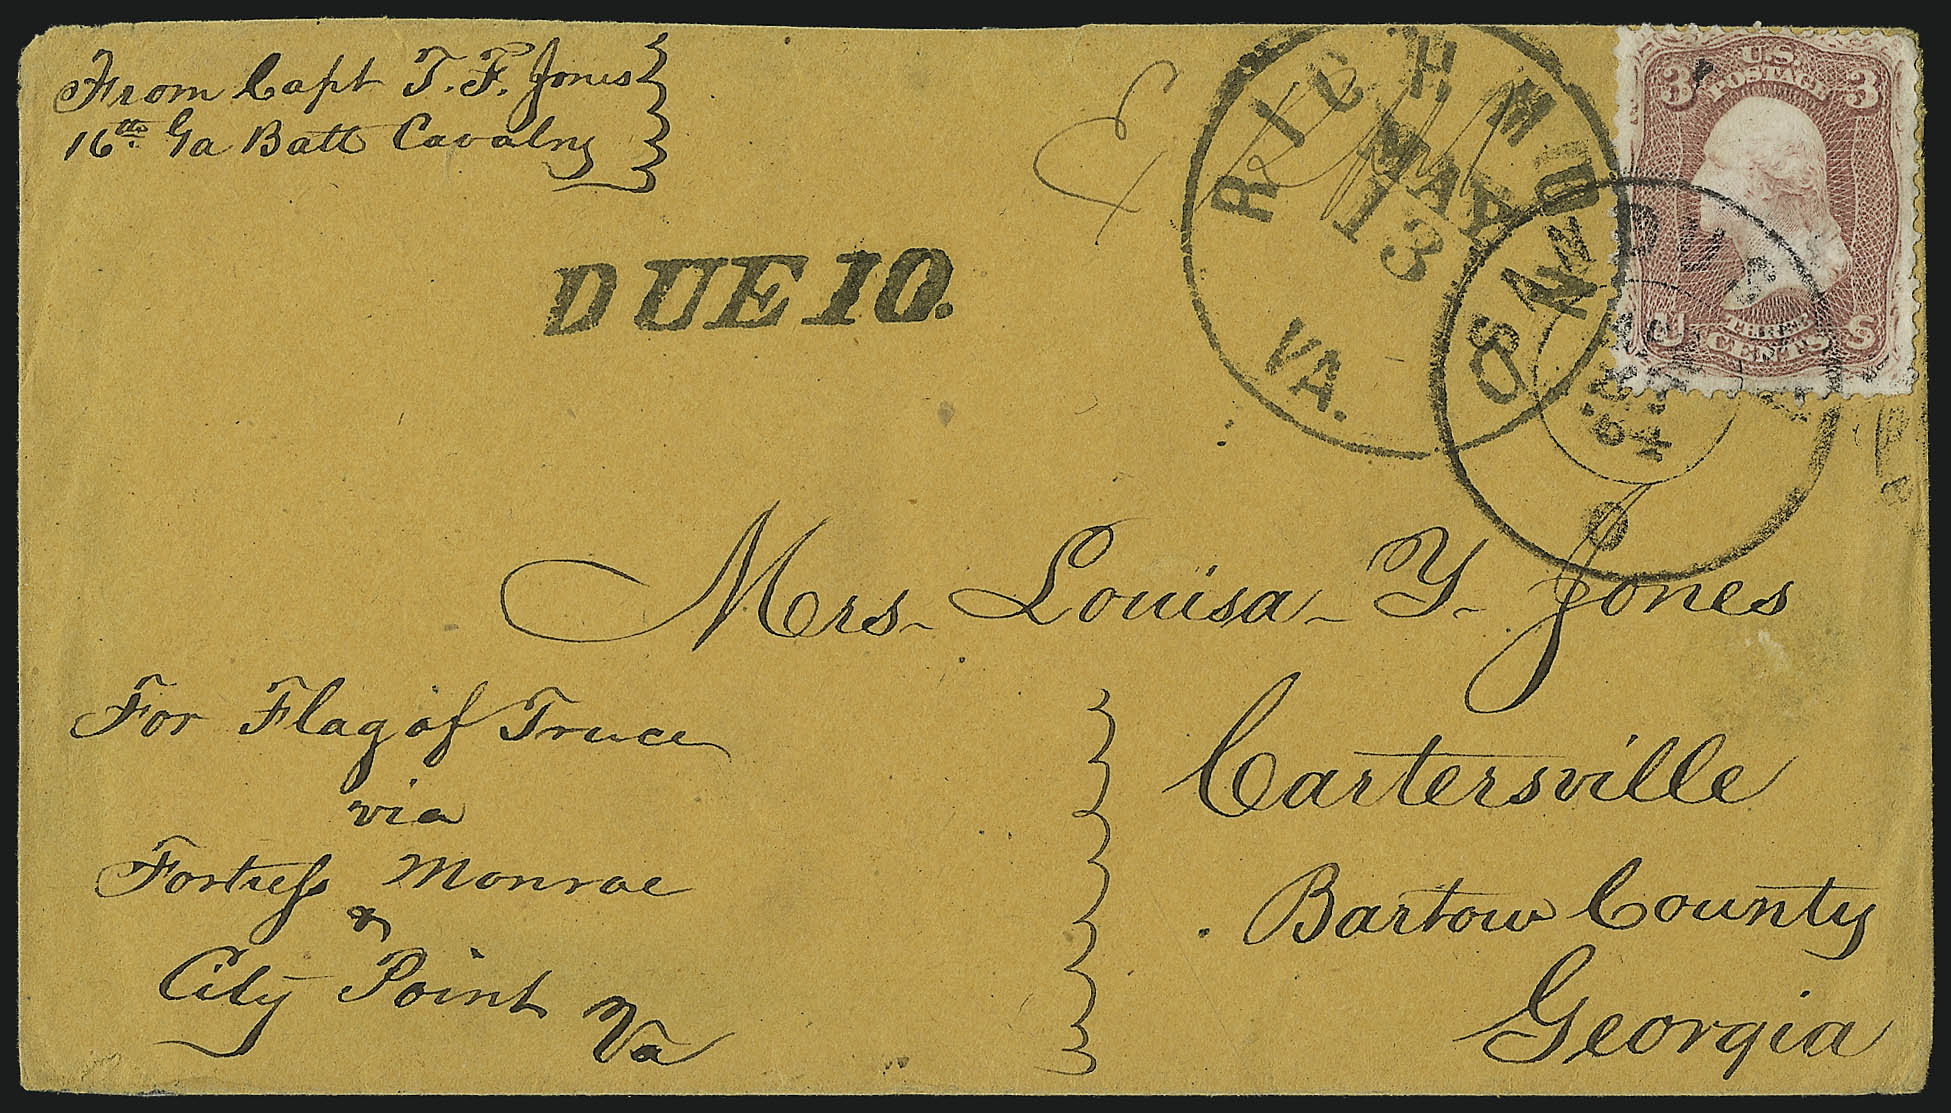 From Capt T. F. Jones
16th Ga Batt Cavalry
DUE 10.
RICHMOND
MAY
13
VA.
U.S.
POSTAGE
3 3
U S
THREE
CENTS
SANDUSKY
O
Mrs. Louisa Y. Jones
Cartersville
Bartow County
Georgia
For Flag of Truce
via
Fortress Monroe
&
City Point Va